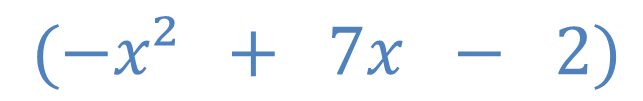 (−x² + 7x − 2)